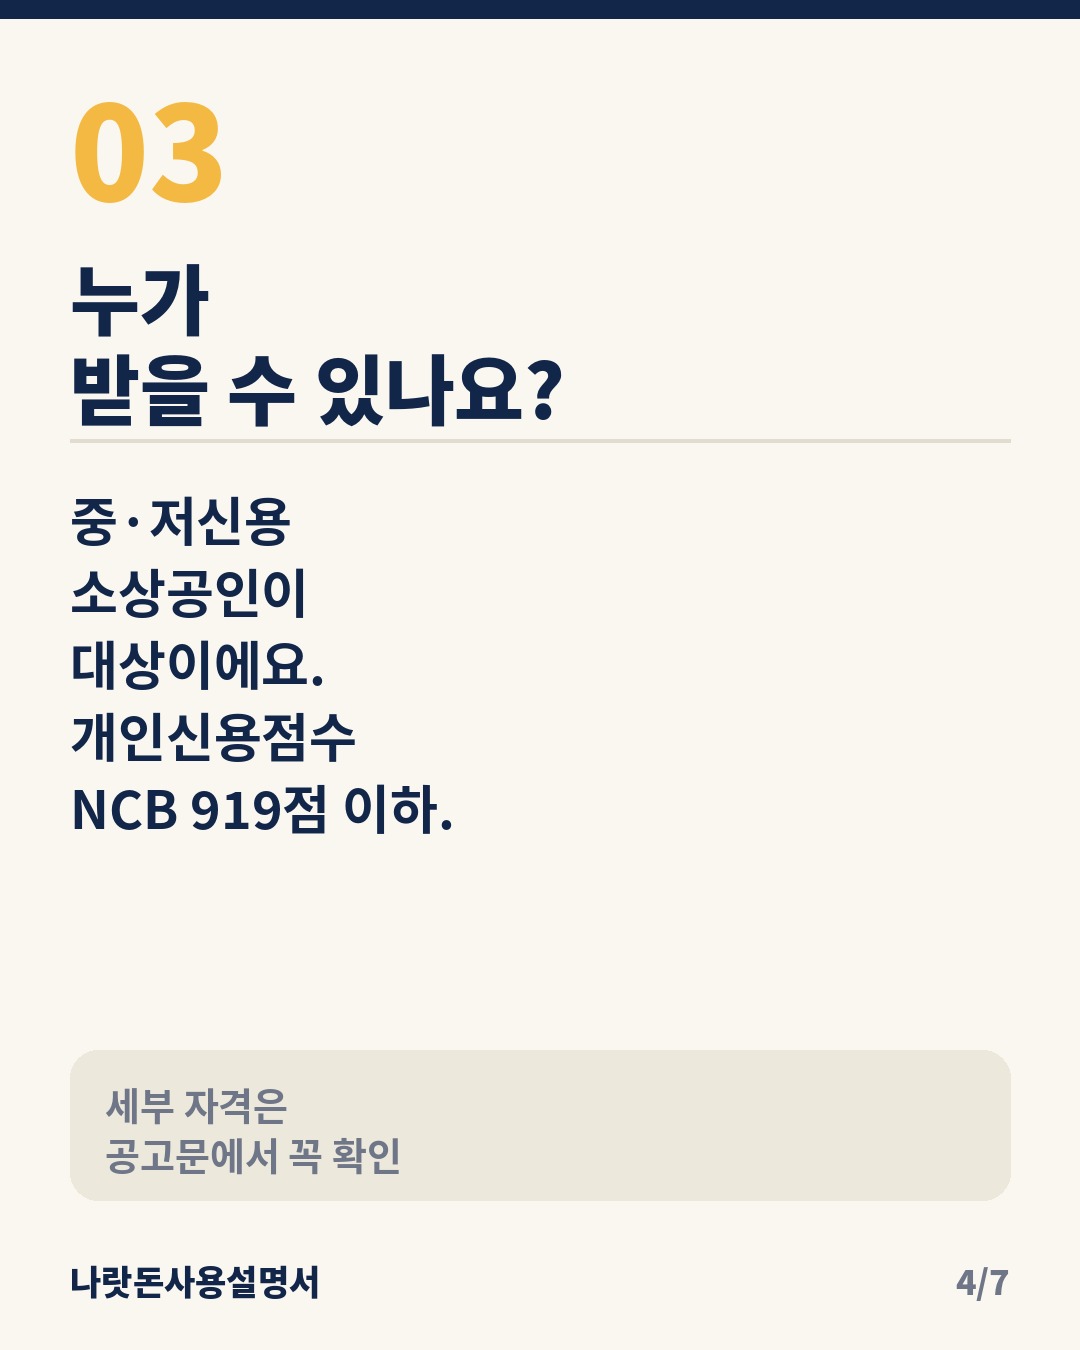 03
누가
받을 수 있나요?
중·저신용
소상공인이
대상이에요.
개인신용점수
NCB 919점 이하.
세부 자격은
공고문에서 꼭 확인
나랏돈사용설명서
4/7